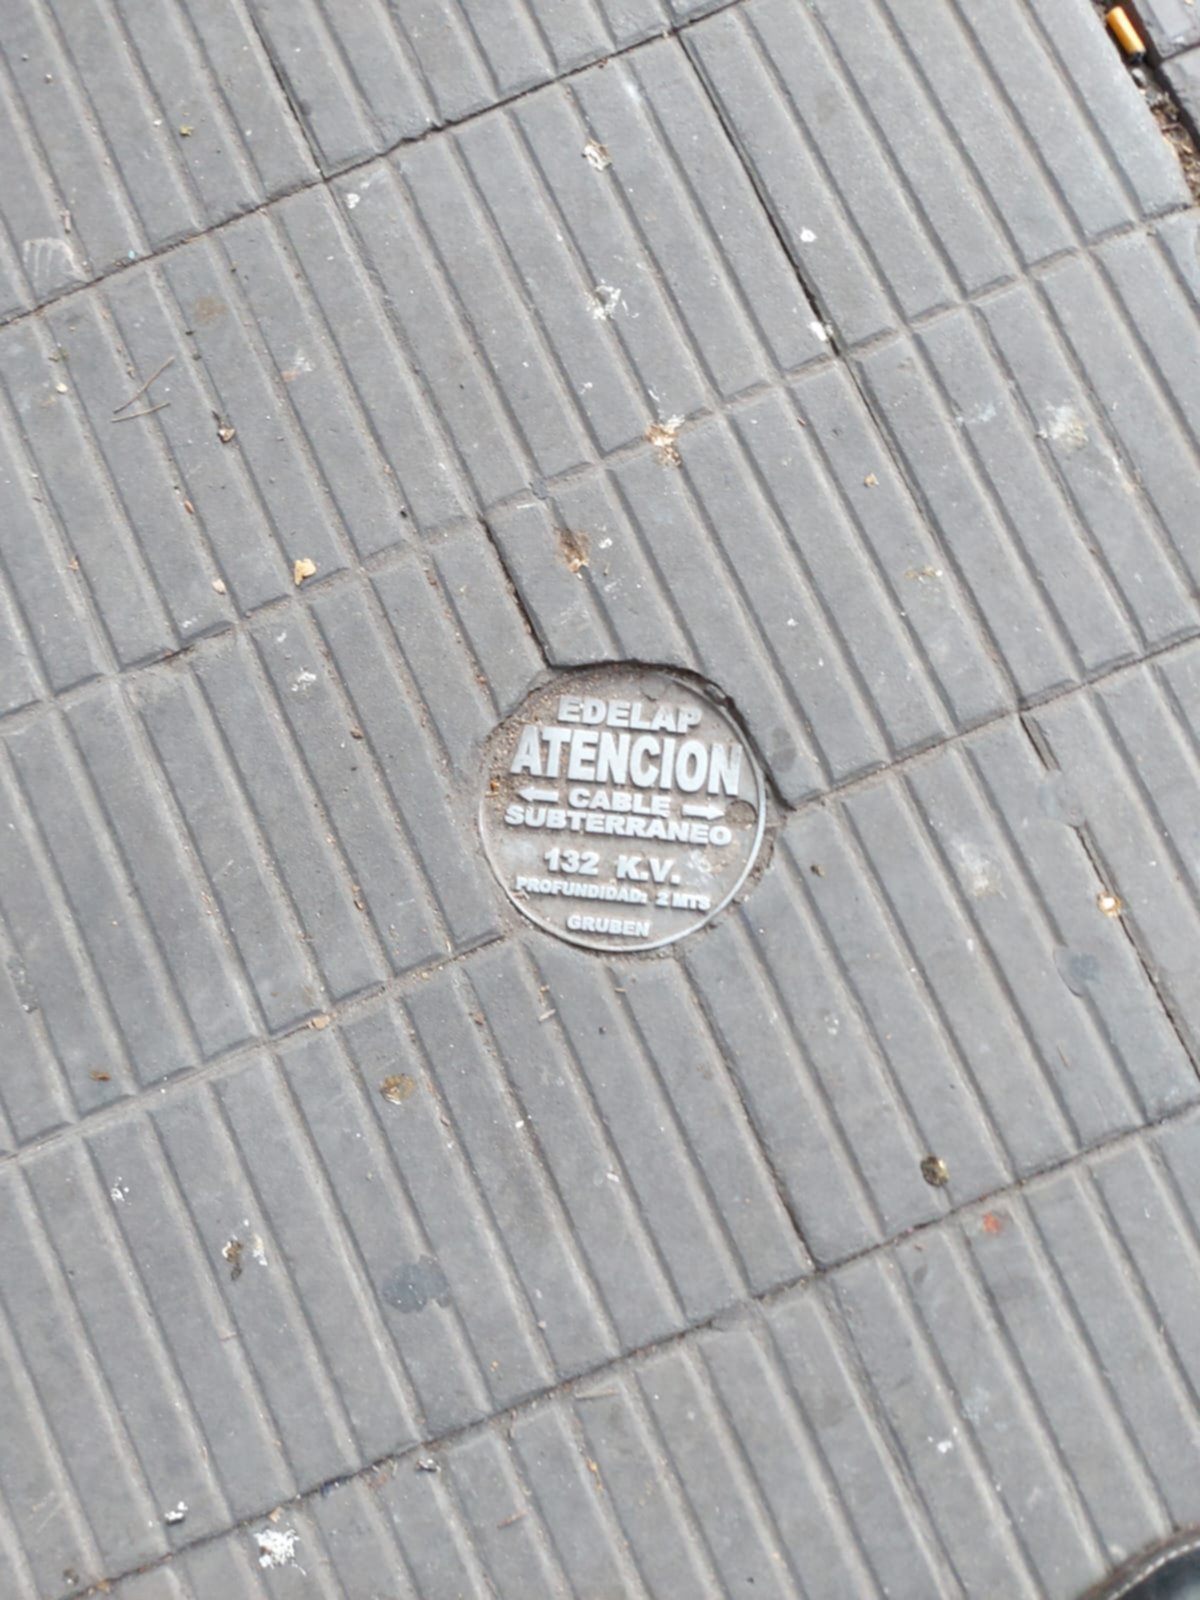 EDELAP
ATENCION
← CABLE →
SUBTERRANEO
132 K.V.
PROFUNDIDAD: 2 MTS
GRUBEN